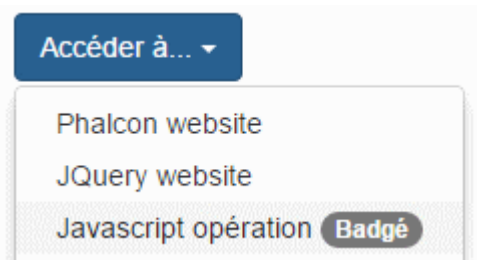 Accéder à...
Phalcon website
JQuery website
Javascript opération Badgé